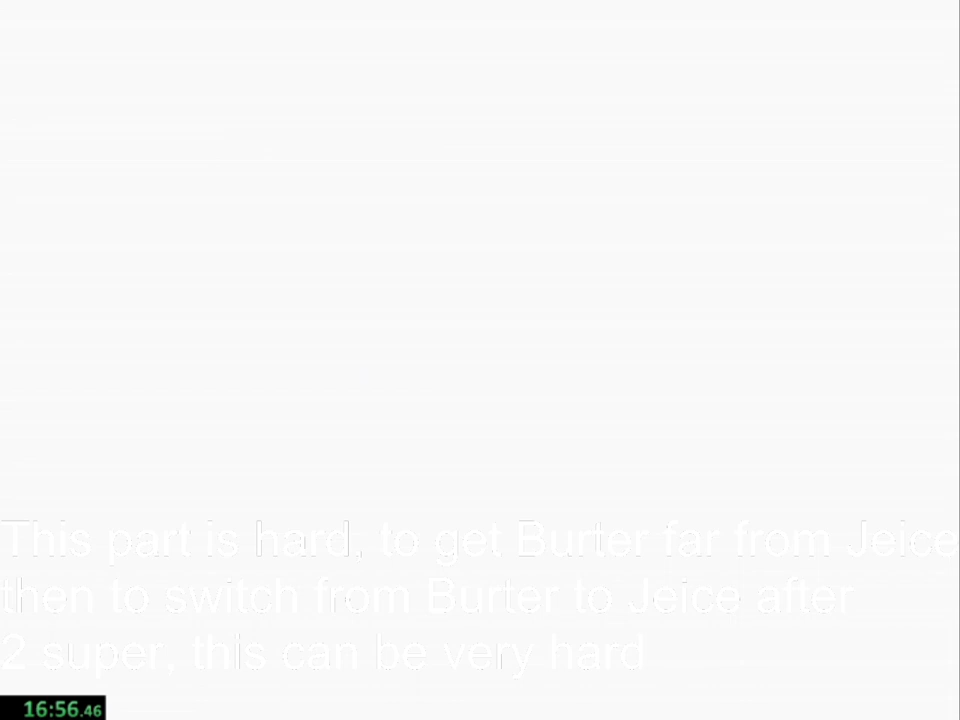 This part is hard, to get Burter far from Jeice
then to switch from Burter to Jeice after
2 super, this can be very hard
16:56.46